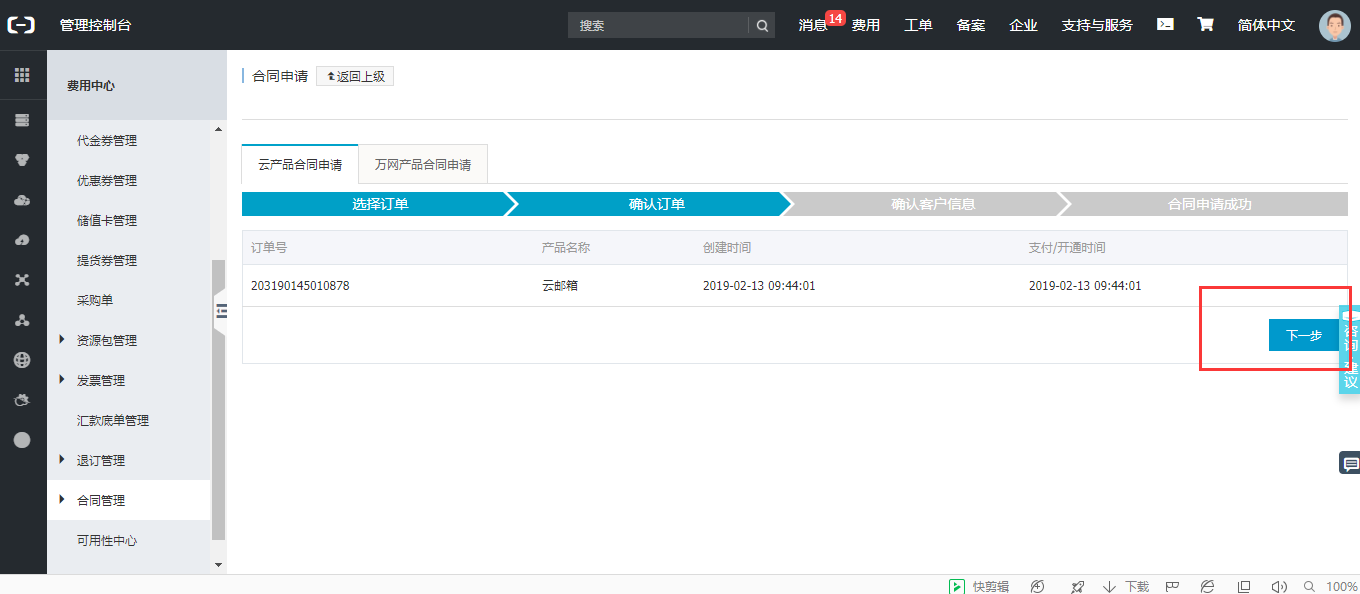 管理控制台
搜索
消息 14 费用 工单 备案 企业 支持与服务 简体中文
费用中心
代金券管理
优惠券管理
储值卡管理
提货券管理
采购单
资源包管理
发票管理
汇款底单管理
退订管理
合同管理
可用性中心
合同申请 返回上级
云产品合同申请 万网产品合同申请
选择订单 确认订单 确认客户信息 合同申请成功
订单号 产品名称 创建时间 支付/开通时间
203190145010878 云邮箱 2019-02-13 09:44:01 2019-02-13 09:44:01
下一步
咨询·建议
快剪辑 下载 100%